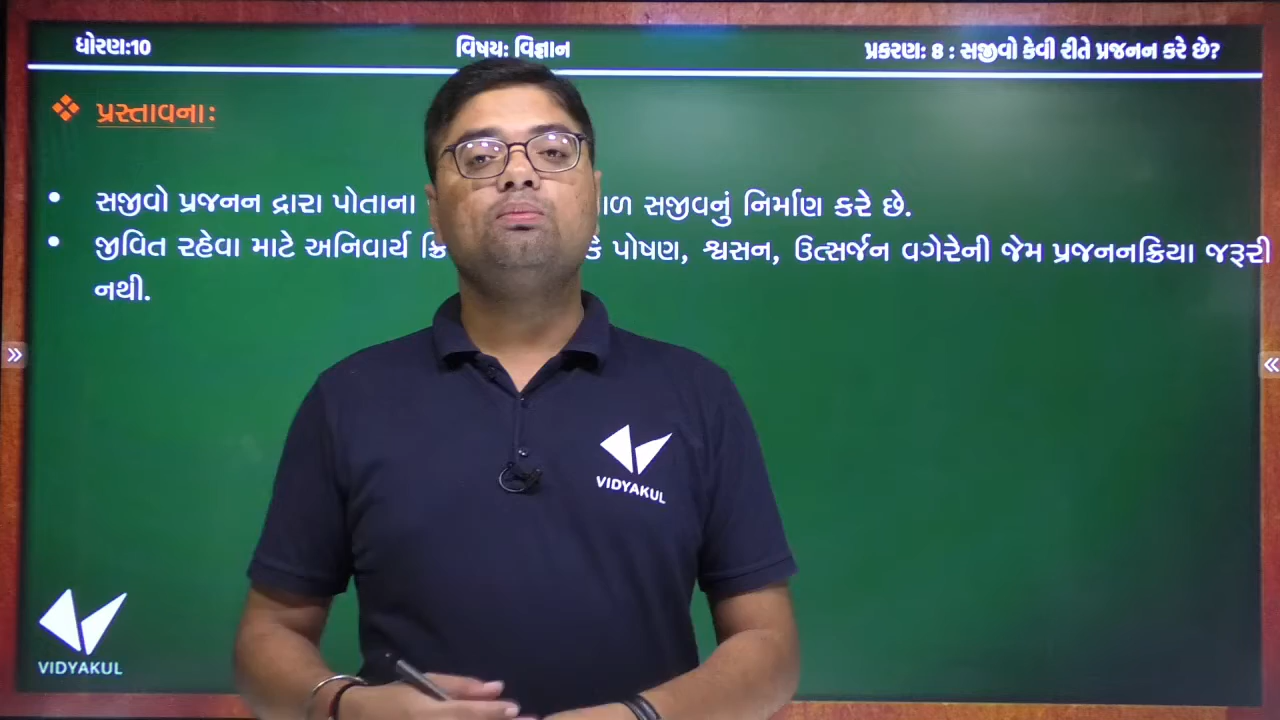 ધોરણ:10 વિષય: વિજ્ઞાન પ્રકરણ: 8 : સજીવો કેવી રીતે પ્રજનન કરે છે?
❖ પ્રસ્તાવના:
• સજીવો પ્રજનન દ્વારા પોતાના સજીવનું નિર્માણ કરે છે.
• જીવિત રહેવા માટે અનિવાર્ય કે પોષણ, શ્વસન, ઉત્સર્જન વગેરેની જેમ પ્રજનનક્રિયા જરૂરી
નથી.
VIDYAKUL
VIDYAKUL